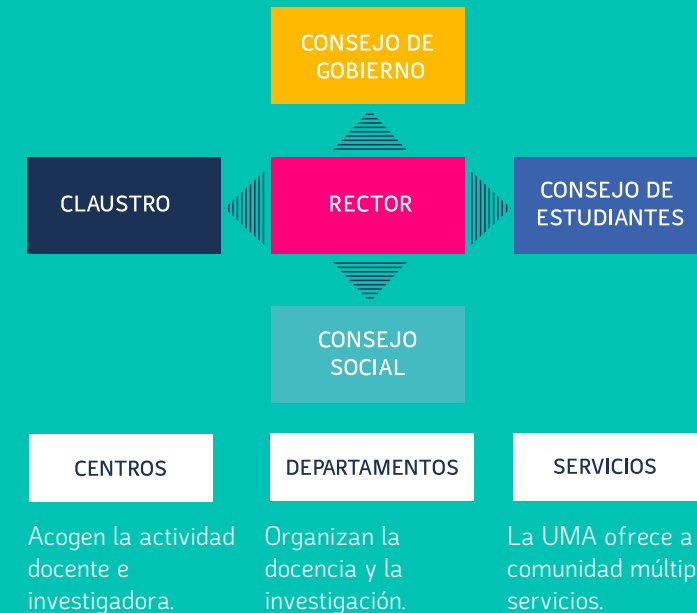 CONSEJO DE
GOBIERNO
CLAUSTRO
RECTOR
CONSEJO DE
ESTUDIANTES
CONSEJO
SOCIAL
CENTROS
DEPARTAMENTOS
SERVICIOS
Acogen la actividad
docente e
investigadora.
Organizan la
docencia y la
investigación.
La UMA ofrece a
comunidad
servicios.